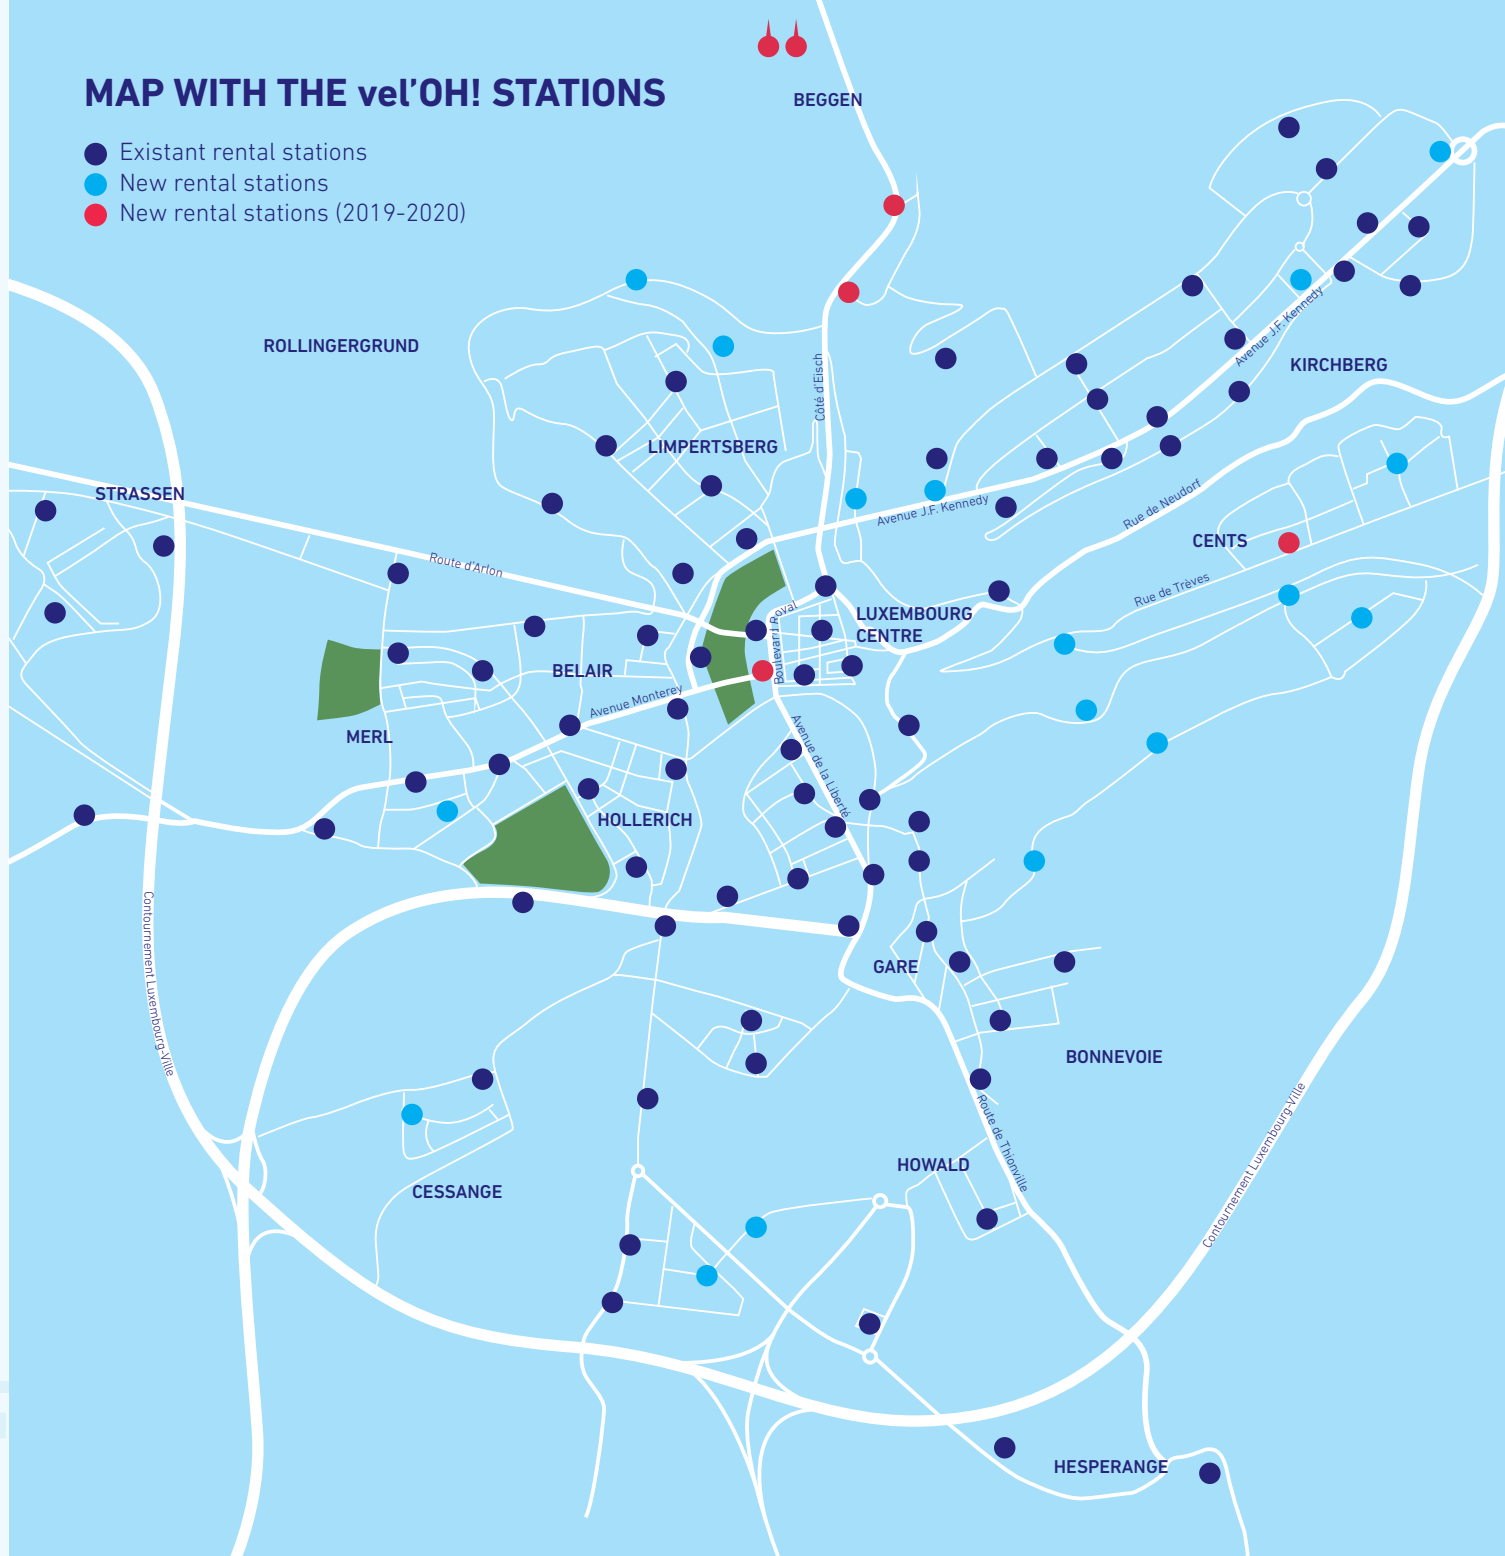 MAP WITH THE vel'OH! STATIONS
Existant rental stations
New rental stations
New rental stations (2019-2020)
BEGGEN
ROLLINGERGRUND
KIRCHBERG
Avenue J.F. Kennedy
Côté d'Eisch
LIMPERTSBERG
STRASSEN
Avenue J.F. Kennedy
Rue de Neudorf
CENTS
Route d'Arlon
Rue de Trèves
LUXEMBOURG
CENTRE
Boulevard Royal
BELAIR
Avenue Monterey
MERL
Avenue de la Liberté
HOLLERICH
Contournement Luxembourg-Ville
GARE
BONNEVOIE
Route de Thionville
Contournement Luxembourg-Ville
HOWALD
CESSANGE
HESPERANGE